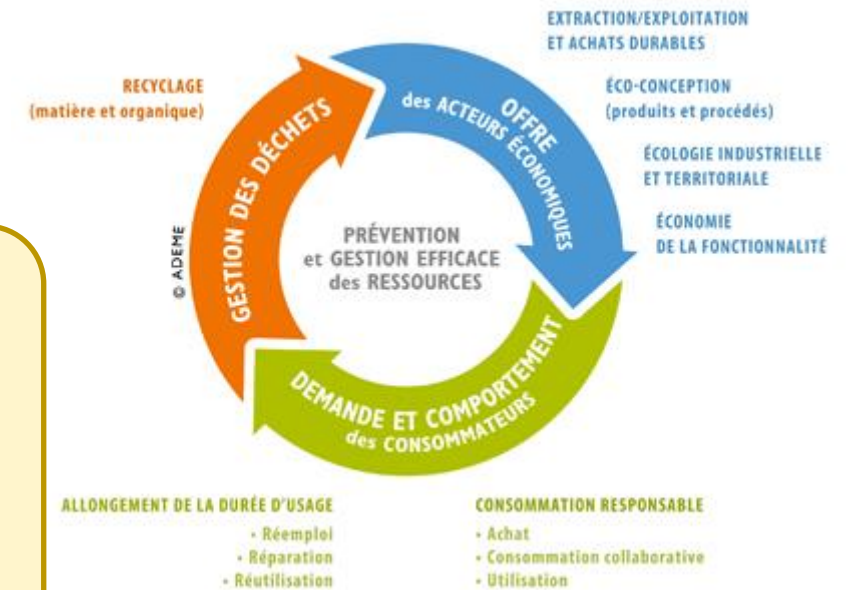 EXTRACTION/EXPLOITATION
ET ACHATS DURABLES
RECYCLAGE
(matière et organique)
ÉCO-CONCEPTION
(produits et procédés)
ÉCOLOGIE INDUSTRIELLE
ET TERRITORIALE
ÉCONOMIE
DE LA FONCTIONNALITÉ
OFFRE
des ACTEURS ÉCONOMIQUES
GESTION DES DÉCHETS
PRÉVENTION
et GESTION EFFICACE
des RESSOURCES
© ADEME
DEMANDE ET COMPORTEMENT
des CONSOMMATEURS
ALLONGEMENT DE LA DURÉE D'USAGE
• Réemploi
• Réparation
• Réutilisation
CONSOMMATION RESPONSABLE
• Achat
• Consommation collaborative
• Utilisation